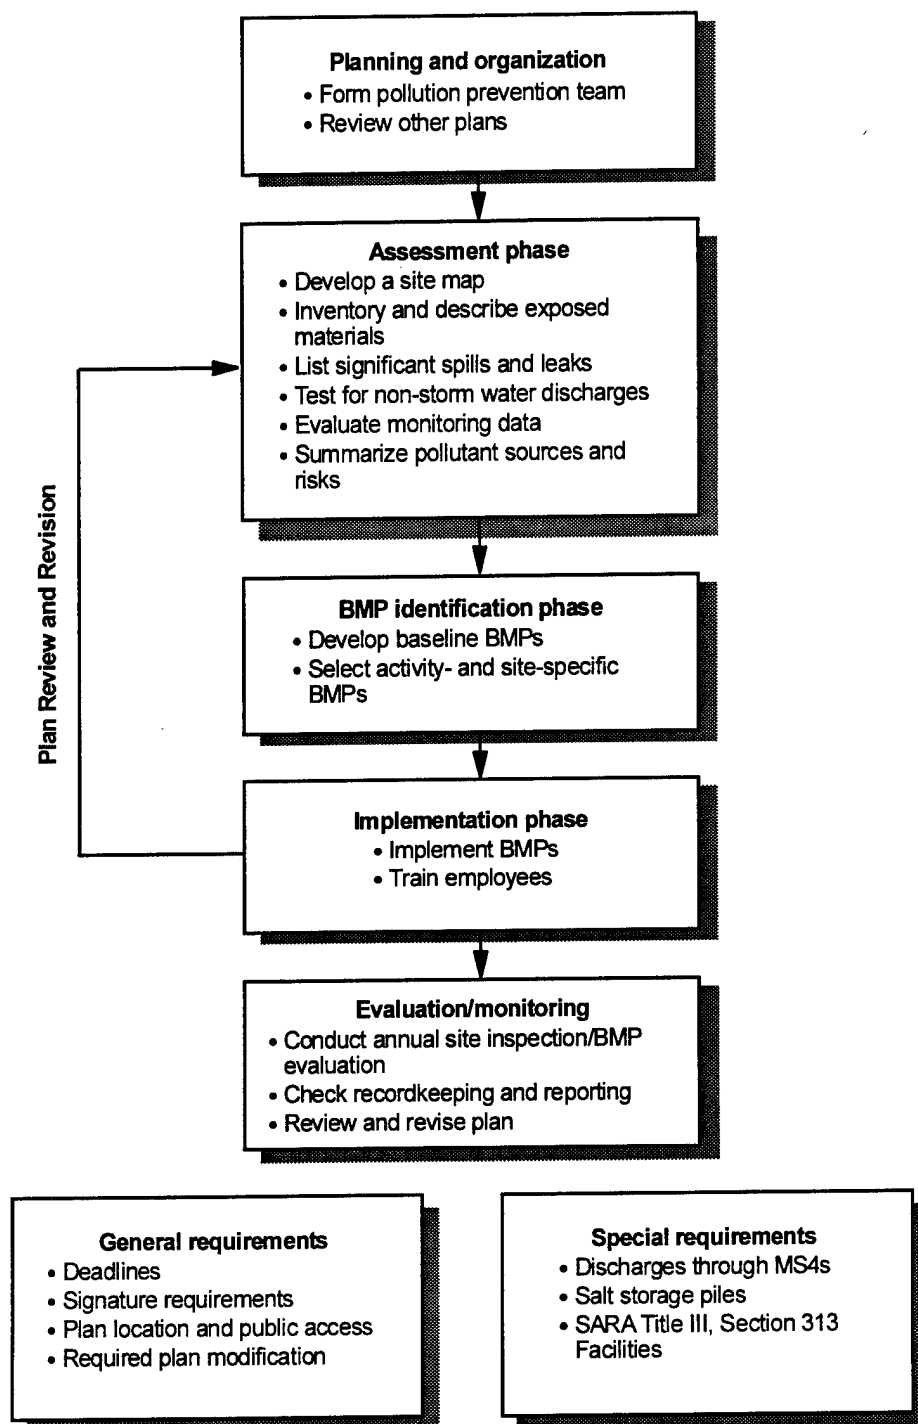 Planning and organization
• Form pollution prevention team
• Review other plans
Assessment phase
• Develop a site map
• Inventory and describe exposed
materials
• List significant spills and leaks
• Test for non-storm water discharges
• Evaluate monitoring data
• Summarize pollutant sources and
risks
Plan Review and Revision
BMP identification phase
• Develop baseline BMPs
• Select activity- and site-specific
BMPs
Implementation phase
• Implement BMPs
• Train employees
Evaluation/monitoring
• Conduct annual site inspection/BMP
evaluation
• Check recordkeeping and reporting
• Review and revise plan
General requirements
• Deadlines
• Signature requirements
• Plan location and public access
• Required plan modification
Special requirements
• Discharges through MS4s
• Salt storage piles
• SARA Title III, Section 313
Facilities